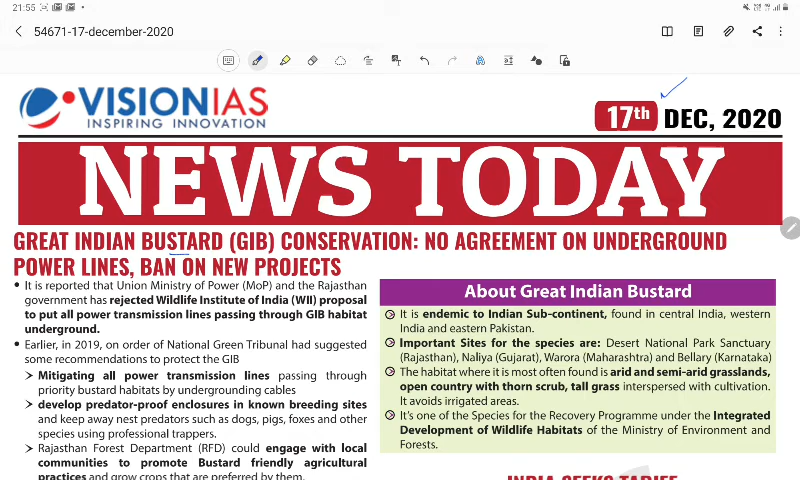 21:55
54671-17-december-2020
VISIONIAS
INSPIRING INNOVATION
17th DEC, 2020
NEWS TODAY
GREAT INDIAN BUSTARD (GIB) CONSERVATION: NO AGREEMENT ON UNDERGROUND
POWER LINES, BAN ON NEW PROJECTS
• It is reported that Union Ministry of Power (MoP) and the Rajasthan
government has rejected Wildlife Institute of India (WII) proposal
to put all power transmission lines passing through GIB habitat
underground.
• Earlier, in 2019, on order of National Green Tribunal had suggested
some recommendations to protect the GIB
Mitigating all power transmission lines passing through
priority bustard habitats by undergrounding cables
develop predator-proof enclosures in known breeding sites
and keep away nest predators such as dogs, pigs, foxes and other
species using professional trappers.
Rajasthan Forest Department (RFD) could engage with local
communities to promote Bustard friendly agricultural
practices and grow crops that are preferred by them.
About Great Indian Bustard
It is endemic to Indian Sub-continent, found in central India, western
India and eastern Pakistan.
Important Sites for the species are: Desert National Park Sanctuary
(Rajasthan), Naliya (Gujarat), Warora (Maharashtra) and Bellary (Karnataka)
The habitat where it is most often found is arid and semi-arid grasslands,
open country with thorn scrub, tall grass interspersed with cultivation.
It avoids irrigated areas.
It's one of the Species for the Recovery Programme under the Integrated
Development of Wildlife Habitats of the Ministry of Environment and
Forests.
INDIA SEEKS TARIFF